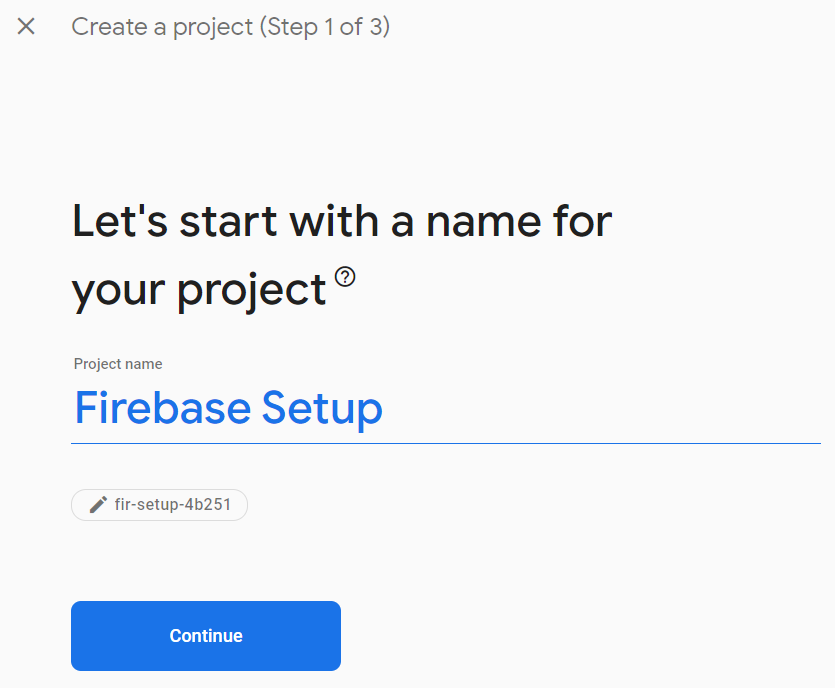 Create a project (Step 1 of 3)
Let's start with a name for
your project
Project name
Firebase Setup
fir-setup-4b251
Continue